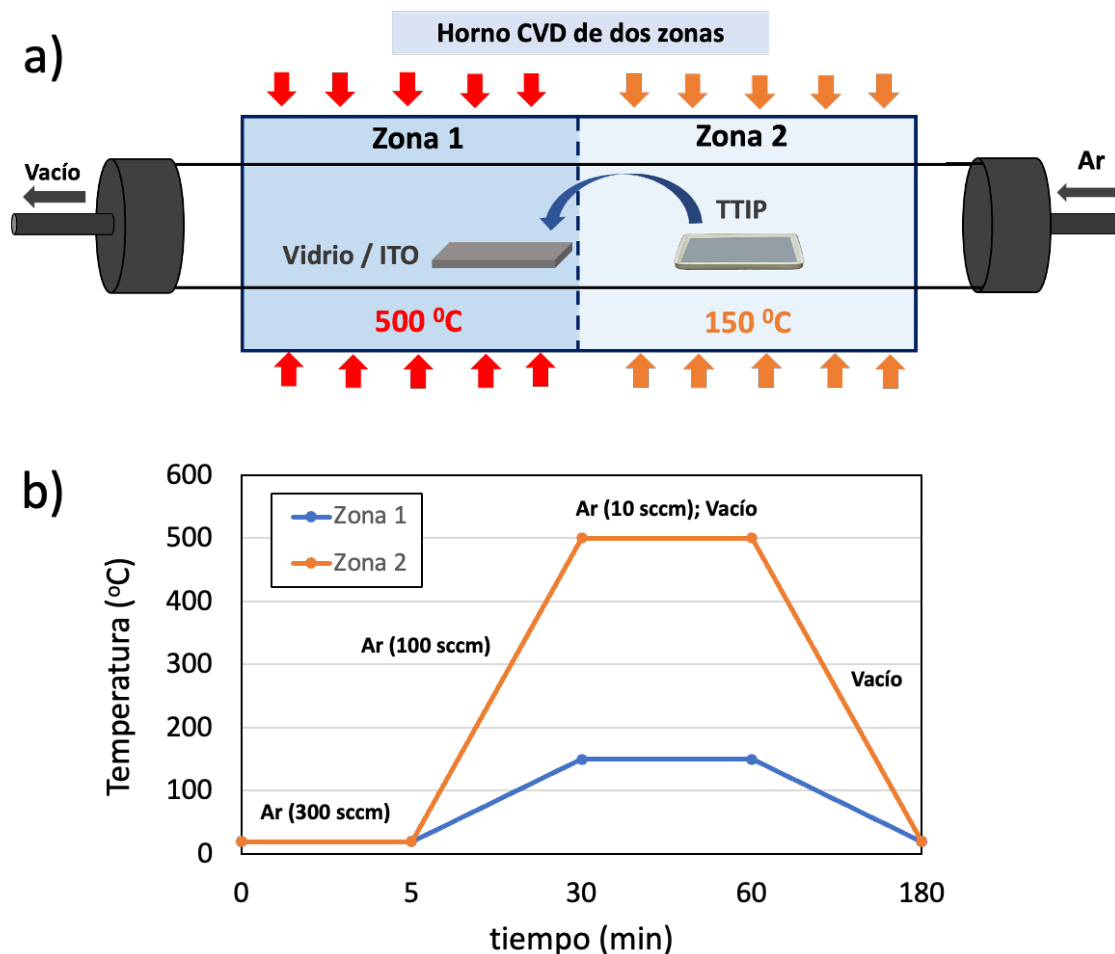 a)
Horno CVD de dos zonas
Zona 1
Zona 2
Vacío
Ar
TTIP
Vidrio / ITO
500 ⁰C
150 ⁰C
b)
Temperatura (ºC)
600
500
400
300
200
100
0
Zona 1
Zona 2
Ar (10 sccm); Vacío
Ar (100 sccm)
Vacío
Ar (300 sccm)
0
5
30
60
180
tiempo (min)